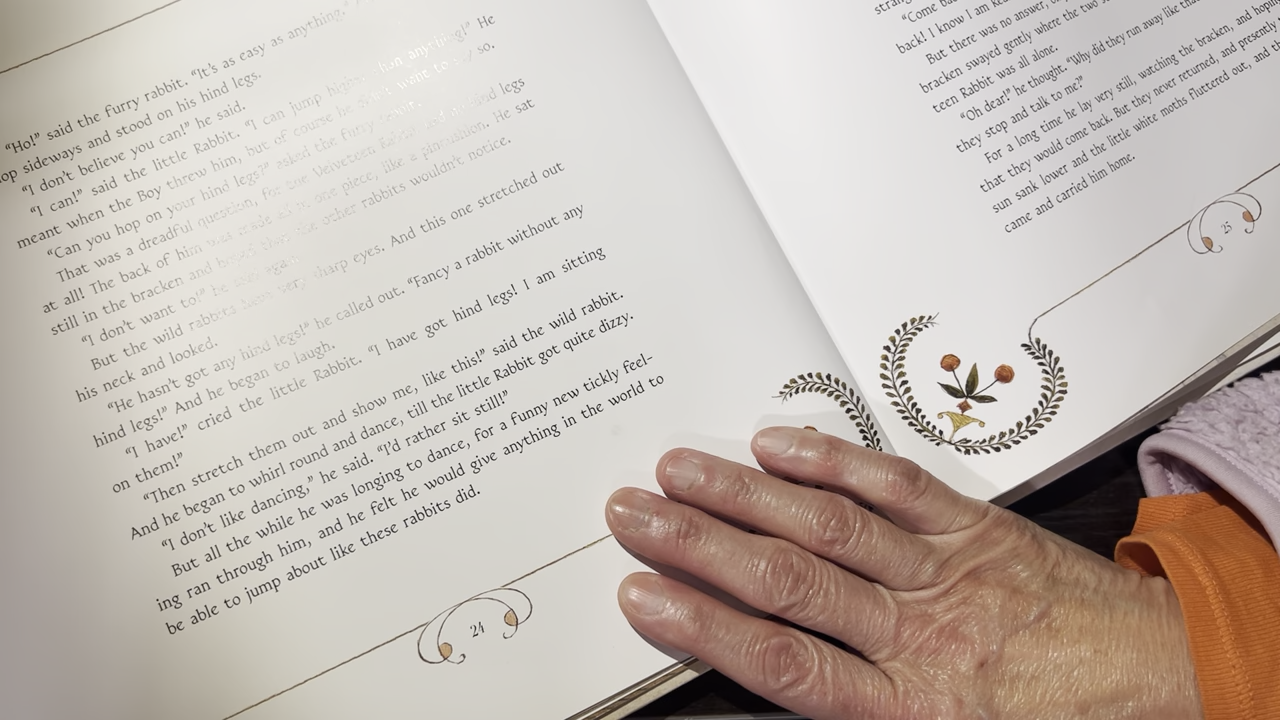 "Ho!" said the furry rabbit. "It's as easy as anything,"
op sideways and stood on his hind legs.
"I don't believe you can!" he said.
"I can!" said the little Rabbit. "I can jump higher than anything!" He
meant when the Boy threw him, but of course he didn't want to say so.
"Can you hop on your hind legs?" asked the furry rabbit.
That was a dreadful question, for the Velveteen Rabbit had no hind legs
at all! The back of him was made all in one piece, like a pincushion. He sat
still in the bracken and hoped that the other rabbits wouldn't notice.
"I don't want to!" he said again.
But the wild rabbits have very sharp eyes. And this one stretched out
his neck and looked.
"He hasn't got any hind legs!" he called out. "Fancy a rabbit without any
hind legs!" And he began to laugh.
"I have!" cried the little Rabbit. "I have got hind legs! I am sitting
on them!"
"Then stretch them out and show me, like this!" said the wild rabbit.
And he began to whirl round and dance, till the little Rabbit got quite dizzy.
"I don't like dancing," he said. "I'd rather sit still!"
But all the while he was longing to dance, for a funny new tickly feel-
ing ran through him, and he felt he would give anything in the world to
be able to jump about like these rabbits did.
24
strang
"Come ba
back! I know I am
But there was no answer,
bracken swayed gently where the two
teen Rabbit was all alone.
"Oh dear!" he thought. "Why did they run away like that
they stop and talk to me?"
For a long time he lay very still, watching the bracken, and hoping
that they would come back. But they never returned, and presently
sun sank lower and the little white moths fluttered out, and
came and carried him home.
25